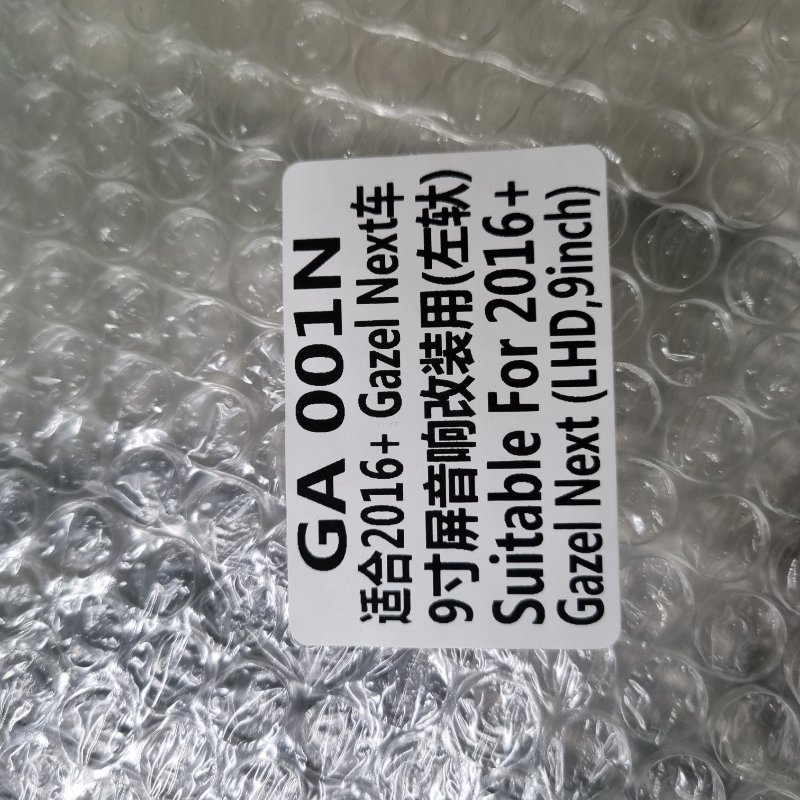 GA 001N
适合2016+ Gazel Next车
9寸屏音响改装用(左软)
Suitable For 2016+
Gazel Next (LHD,9inch)